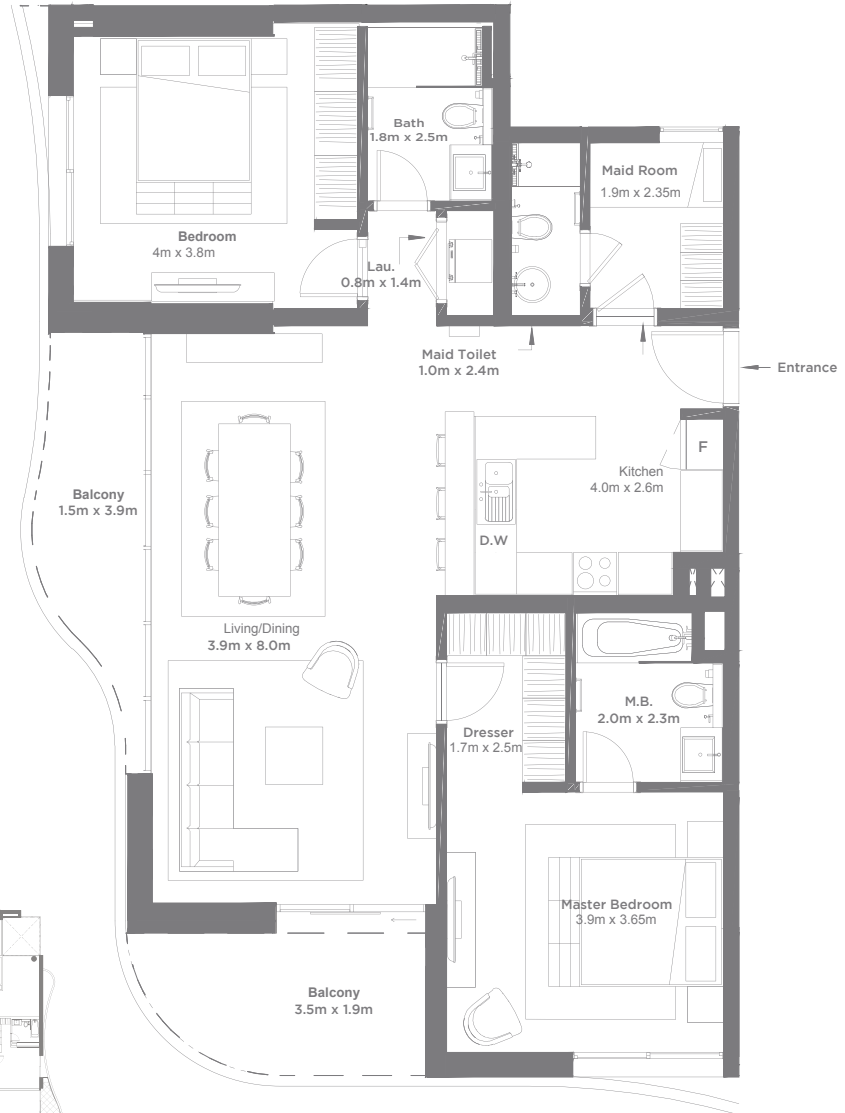 Bath
1.8m x 2.5m
Maid Room
1.9m x 2.35m
Bedroom
4m x 3.8m
Lau.
0.8m x 1.4m
Maid Toilet
1.0m x 2.4m
Entrance
F
Kitchen
4.0m x 2.6m
Balcony
1.5m x 3.9m
D.W
Living/Dining
3.9m x 8.0m
M.B.
2.0m x 2.3m
Dresser
1.7m x 2.5m
Master Bedroom
3.9m x 3.65m
Balcony
3.5m x 1.9m